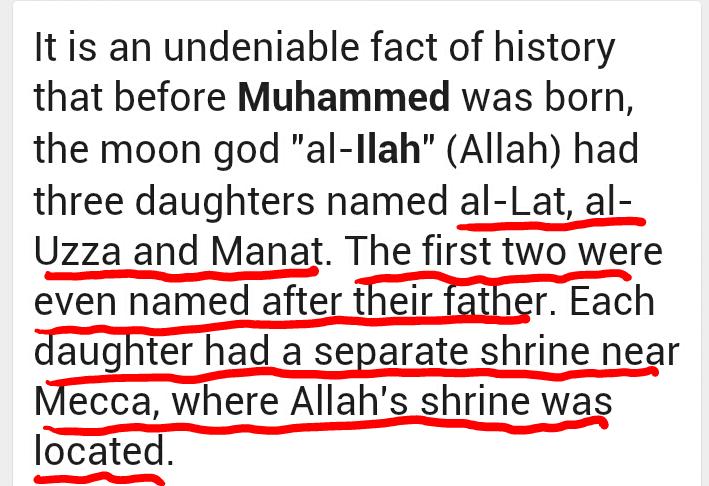 It is an undeniable fact of history
that before Muhammed was born,
the moon god "al-Ilah" (Allah) had
three daughters named al-Lat, al-
Uzza and Manat. The first two were
even named after their father. Each
daughter had a separate shrine near
Mecca, where Allah's shrine was
located.